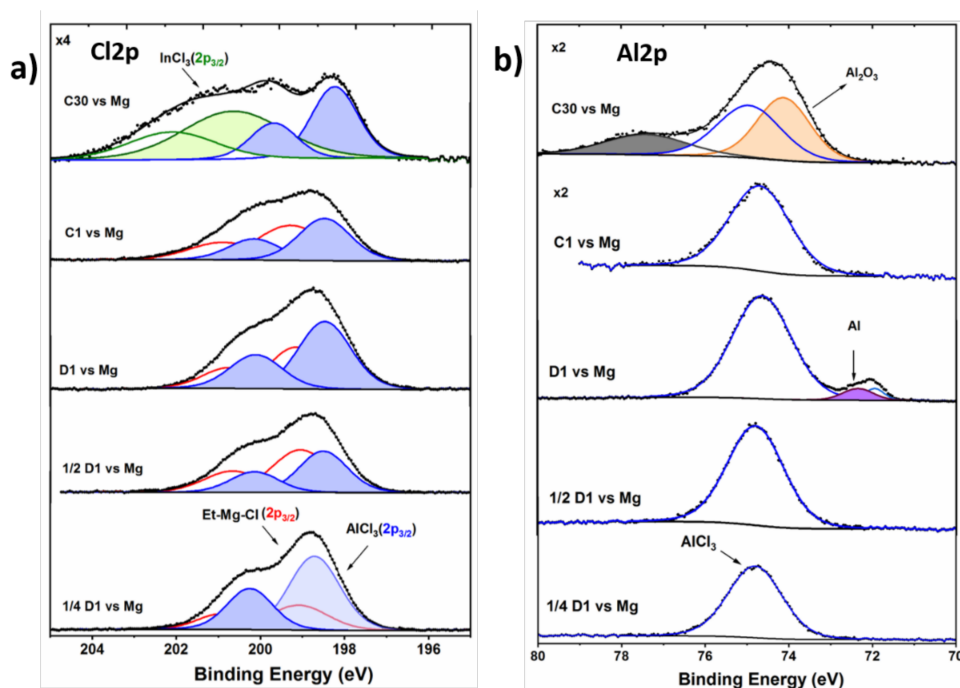 a)
x4
Cl2p
InCl₃(2p₃/₂)
C30 vs Mg
C1 vs Mg
D1 vs Mg
1/2 D1 vs Mg
Et-Mg-Cl (2p₃/₂)
AlCl₃(2p₃/₂)
1/4 D1 vs Mg
204 202 200 198 196
Binding Energy (eV)
b)
Al2p
x2
Al₂O₃
C30 vs Mg
x2
C1 vs Mg
Al
D1 vs Mg
1/2 D1 vs Mg
AlCl₃
1/4 D1 vs Mg
80 78 76 74 72 70
Binding Energy (eV)